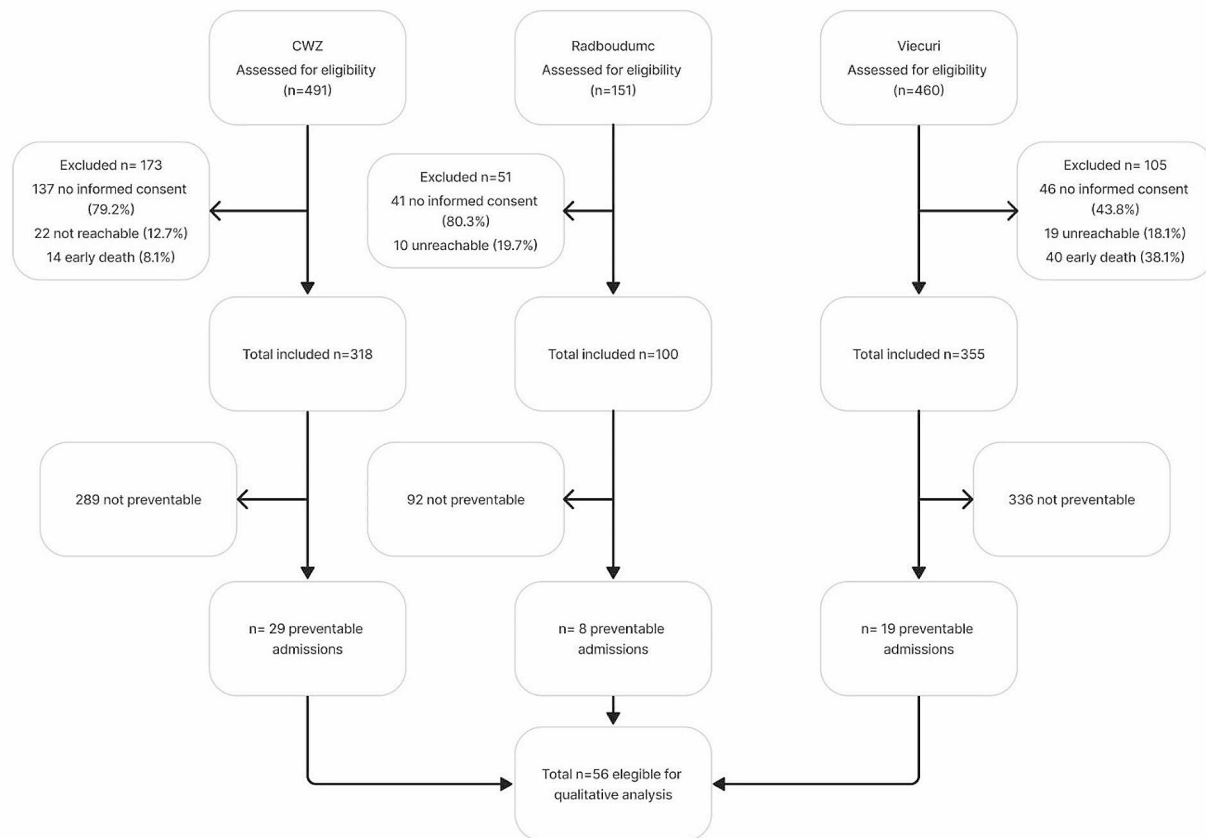 CWZ
Assessed for eligibility
(n=491)
Radboudumc
Assessed for eligibility
(n=151)
Viecuri
Assessed for eligibility
(n=460)
Excluded n= 173
137 no informed consent
(79.2%)
22 not reachable (12.7%)
14 early death (8.1%)
Excluded n=51
41 no informed consent
(80.3%)
10 unreachable (19.7%)
Excluded n= 105
46 no informed consent
(43.8%)
19 unreachable (18.1%)
40 early death (38.1%)
Total included n=318
Total included n=100
Total included n=355
289 not preventable
92 not preventable
336 not preventable
n= 29 preventable
admissions
n= 8 preventable
admissions
n= 19 preventable
admissions
Total n=56 elegible for
qualitative analysis